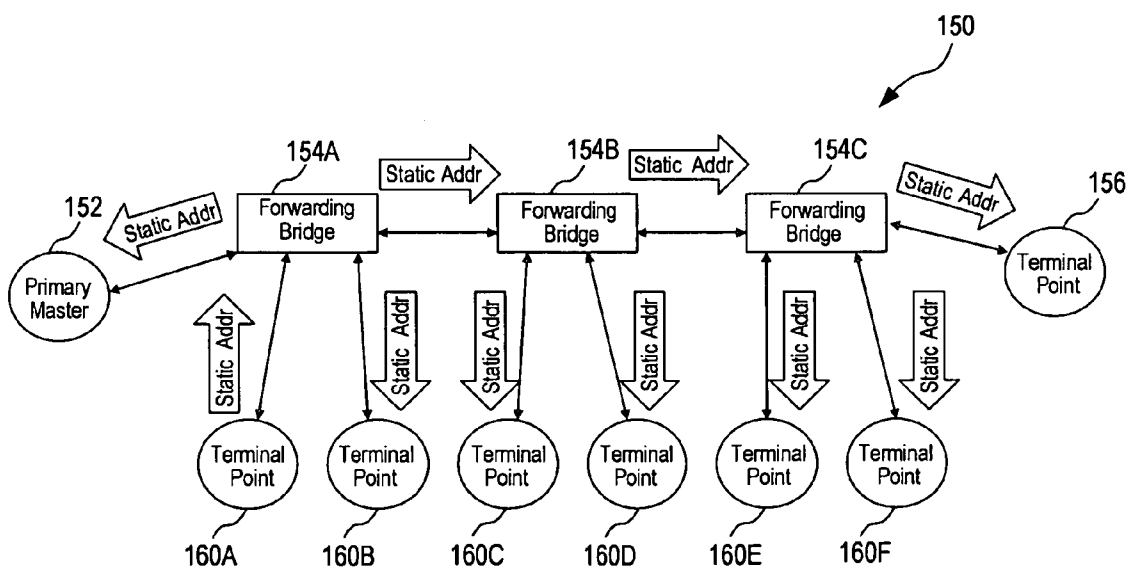 150
154A
Static Addr
154B
Static Addr
154C
Static Addr
156
152
Static Addr
Forwarding
Bridge
Forwarding
Bridge
Forwarding
Bridge
Primary
Master
Terminal
Point
Static Addr
Static Addr
Static Addr
Static Addr
Static Addr
Static Addr
Terminal
Point
Terminal
Point
Terminal
Point
Terminal
Point
Terminal
Point
Terminal
Point
160A
160B
160C
160D
160E
160F